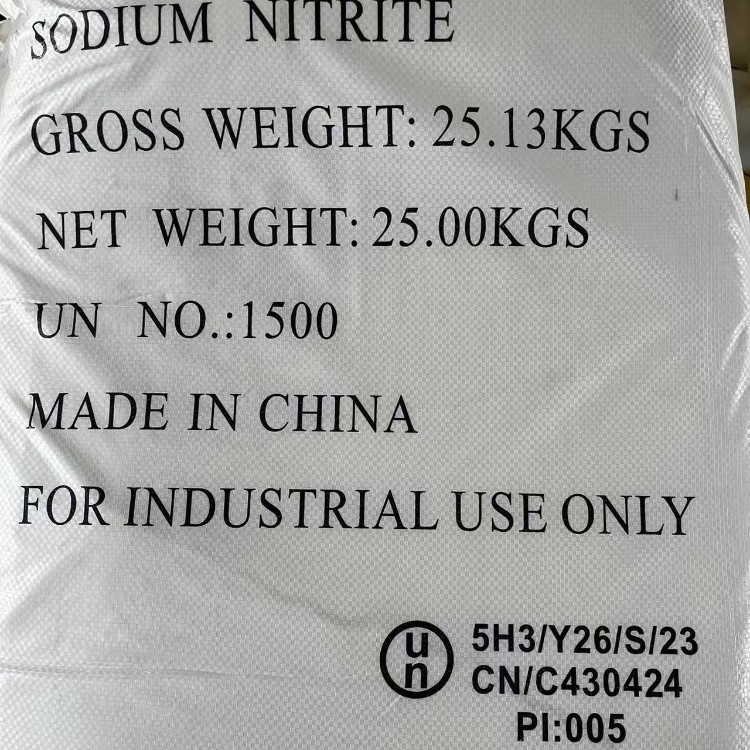 SODIUM NITRITE
GROSS WEIGHT: 25.13KGS
NET WEIGHT: 25.00KGS
UN NO.:1500
MADE IN CHINA
FOR INDUSTRIAL USE ONLY
un
5H3/Y26/S/23
CN/C430424
PI:005